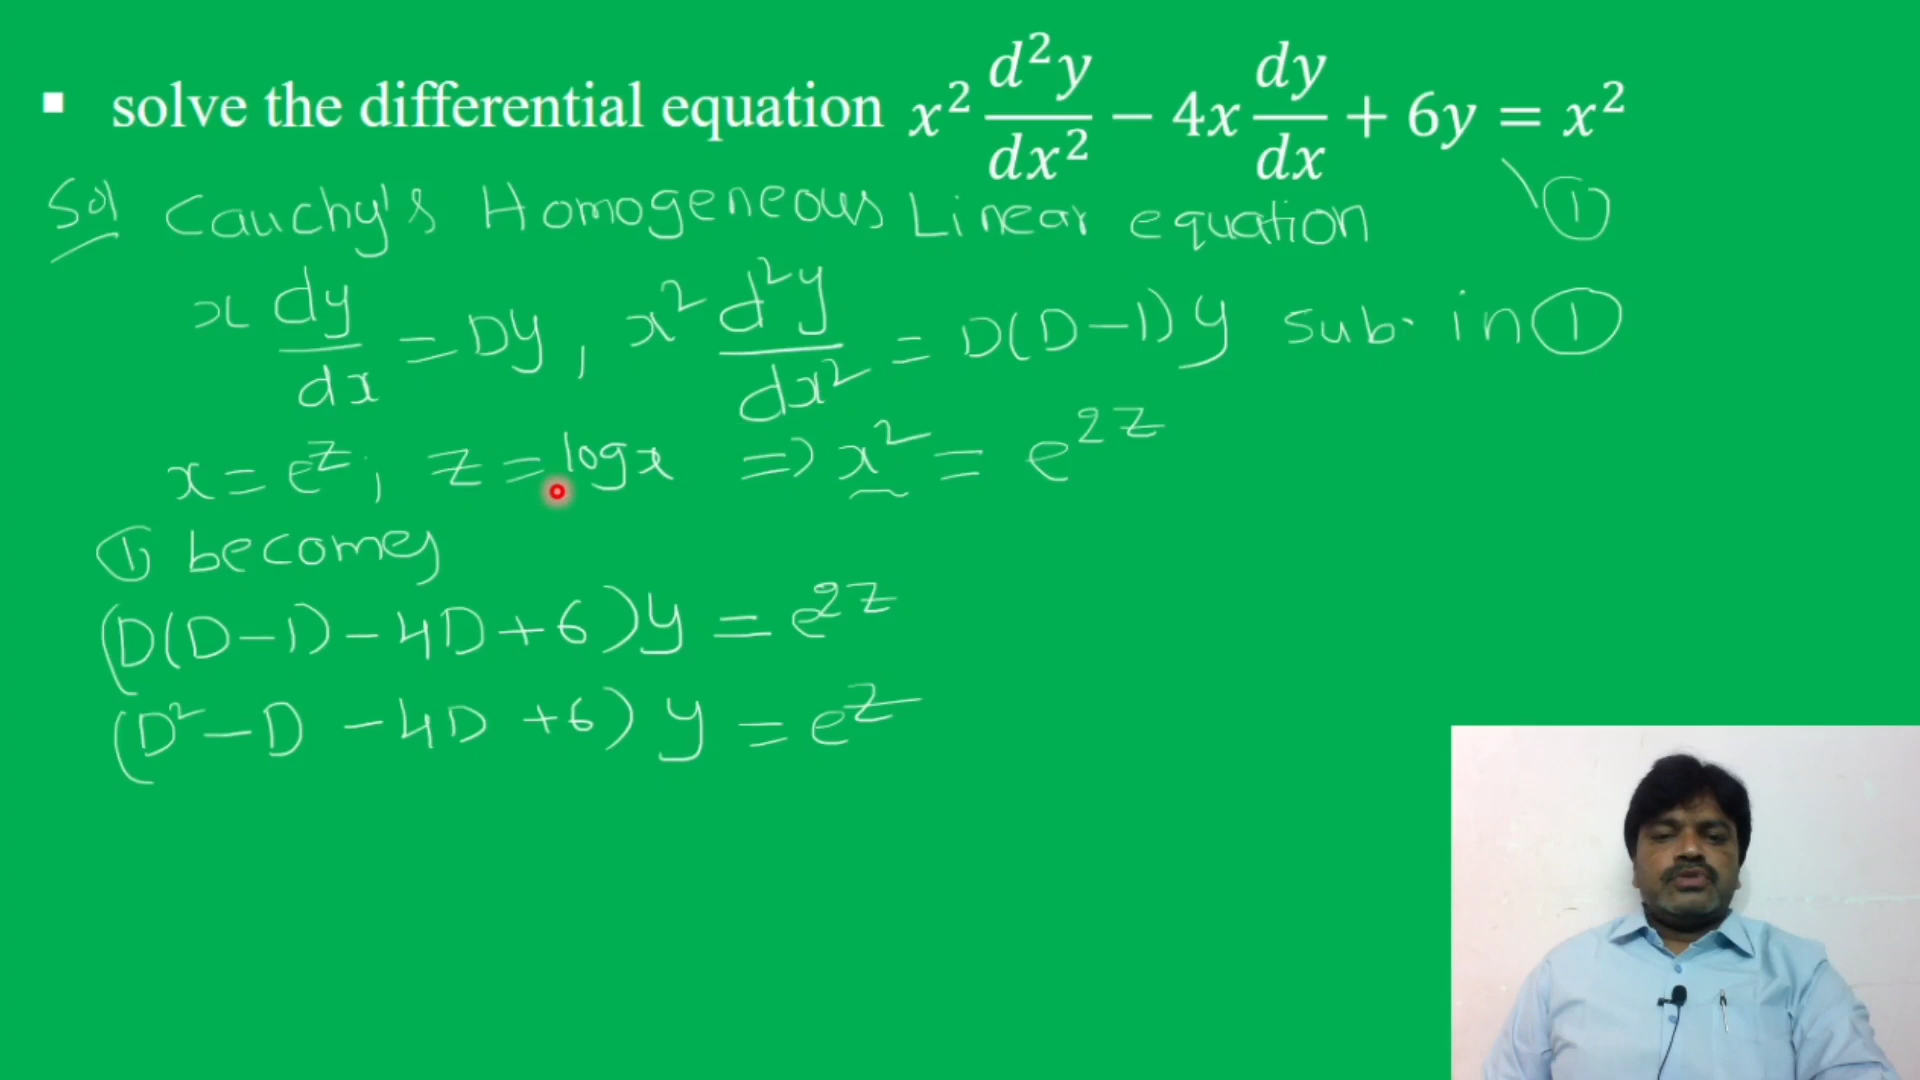 ▪ solve the differential equation x² d²y/dx² − 4x dy/dx + 6y = x²
Sol Cauchy's Homogeneous Linear equation ①
x dy/dx = Dy, x² d²y/dx² = D(D−1)y sub. in ①
x = e^z; z = log x ⇒ x² = e^{2z}
① becomes
(D(D−1) − 4D + 6)y = e^{2z}
(D² − D − 4D + 6) y = e^z